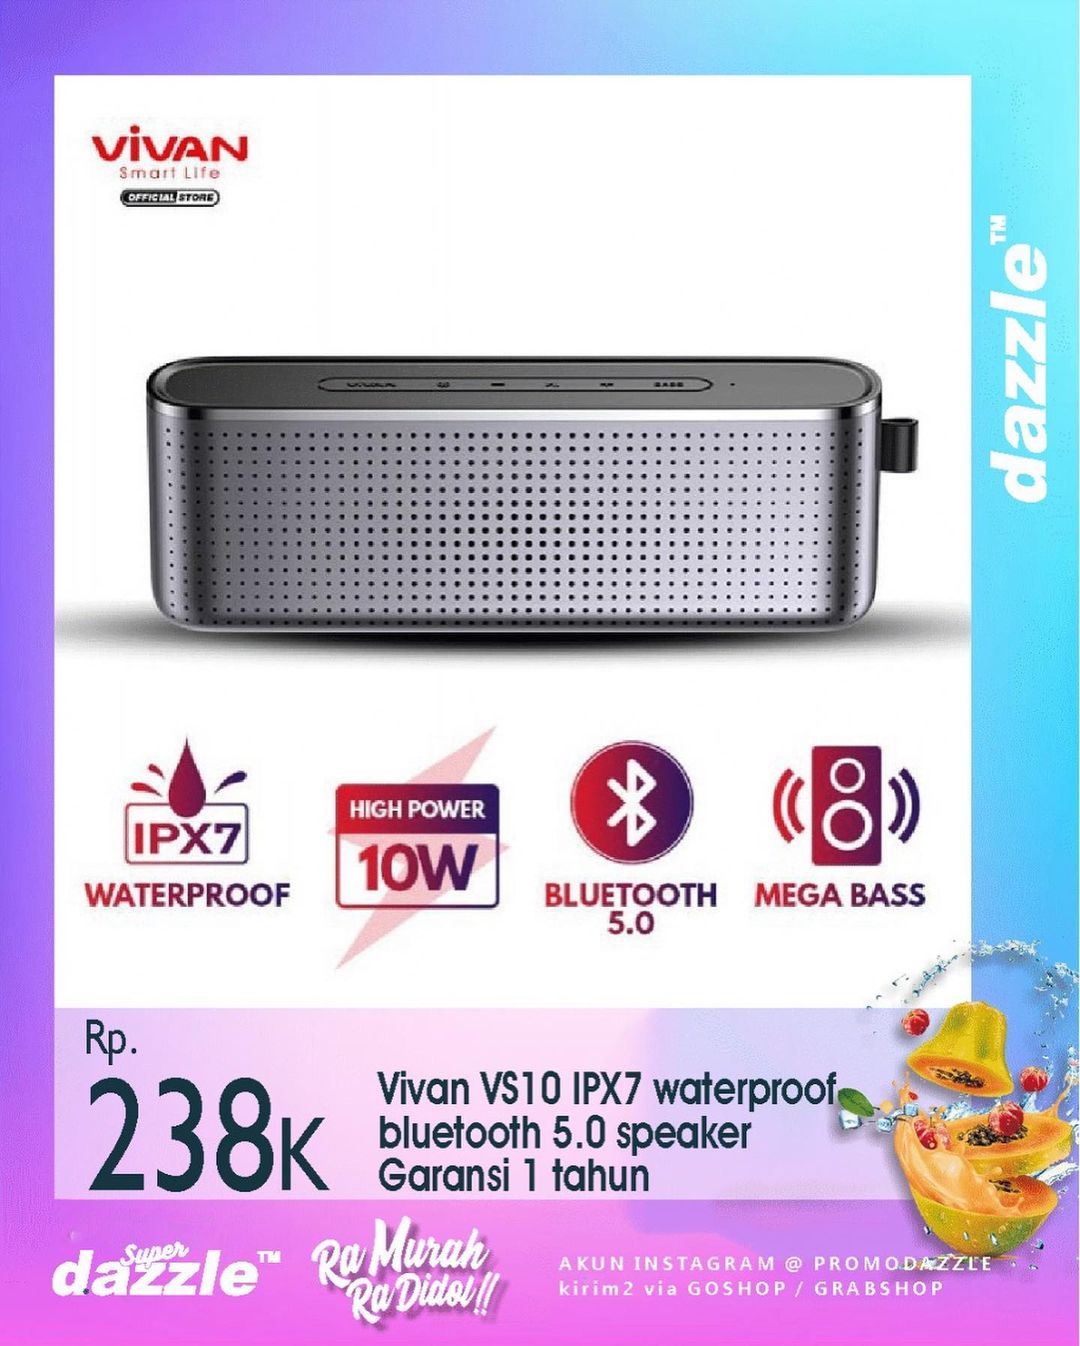 ViVAN
Smart Life
OFFICIAL STORE
dazzle™
VIVAN
BASS
IPX7
WATERPROOF
HIGH POWER
10W
BLUETOOTH
5.0
MEGA BASS
Rp.
238K
Vivan VS10 IPX7 waterproof
bluetooth 5.0 speaker
Garansi 1 tahun
Super
dazzle™
Ra Murah
Ra Didol !!
AKUN INSTAGRAM @ PROMODAZZLE
kirim2 via GOSHOP / GRABSHOP